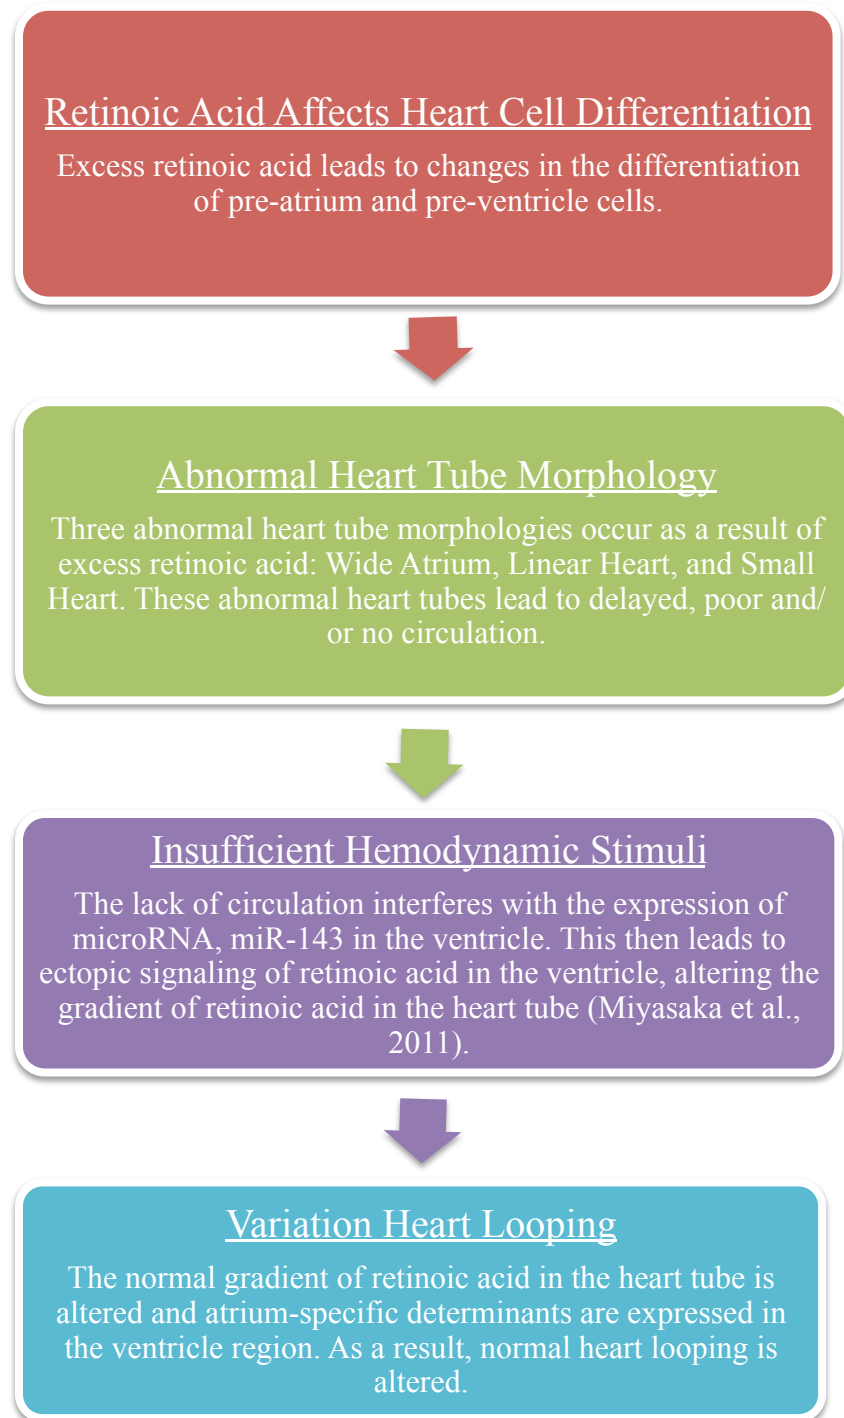 Retinoic Acid Affects Heart Cell Differentiation
Excess retinoic acid leads to changes in the differentiation
of pre-atrium and pre-ventricle cells.
Abnormal Heart Tube Morphology
Three abnormal heart tube morphologies occur as a result of
excess retinoic acid: Wide Atrium, Linear Heart, and Small
Heart. These abnormal heart tubes lead to delayed, poor and/
or no circulation.
Insufficient Hemodynamic Stimuli
The lack of circulation interferes with the expression of
microRNA, miR-143 in the ventricle. This then leads to
ectopic signaling of retinoic acid in the ventricle, altering the
gradient of retinoic acid in the heart tube (Miyasaka et al.,
2011).
Variation Heart Looping
The normal gradient of retinoic acid in the heart tube is
altered and atrium-specific determinants are expressed in
the ventricle region. As a result, normal heart looping is
altered.